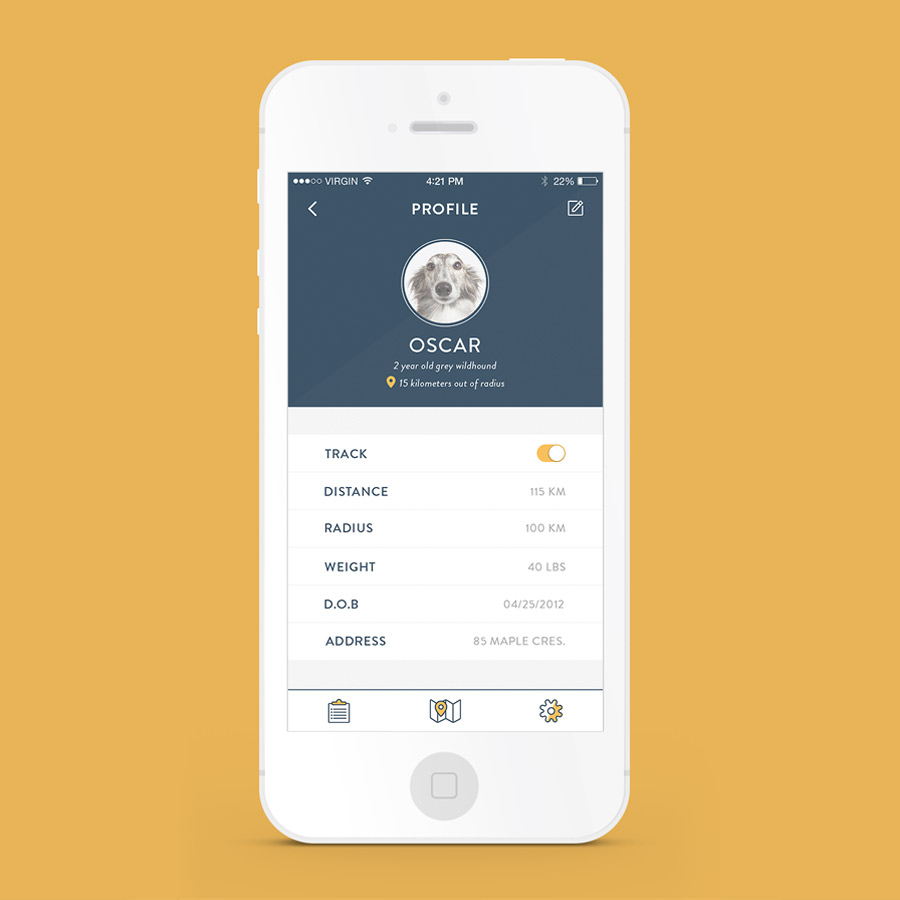 VIRGIN 4:21 PM 22%
PROFILE
OSCAR
2 year old grey wildhound
15 kilometers out of radius
TRACK
DISTANCE 115 KM
RADIUS 100 KM
WEIGHT 40 LBS
D.O.B 04/25/2012
ADDRESS 85 MAPLE CRES.